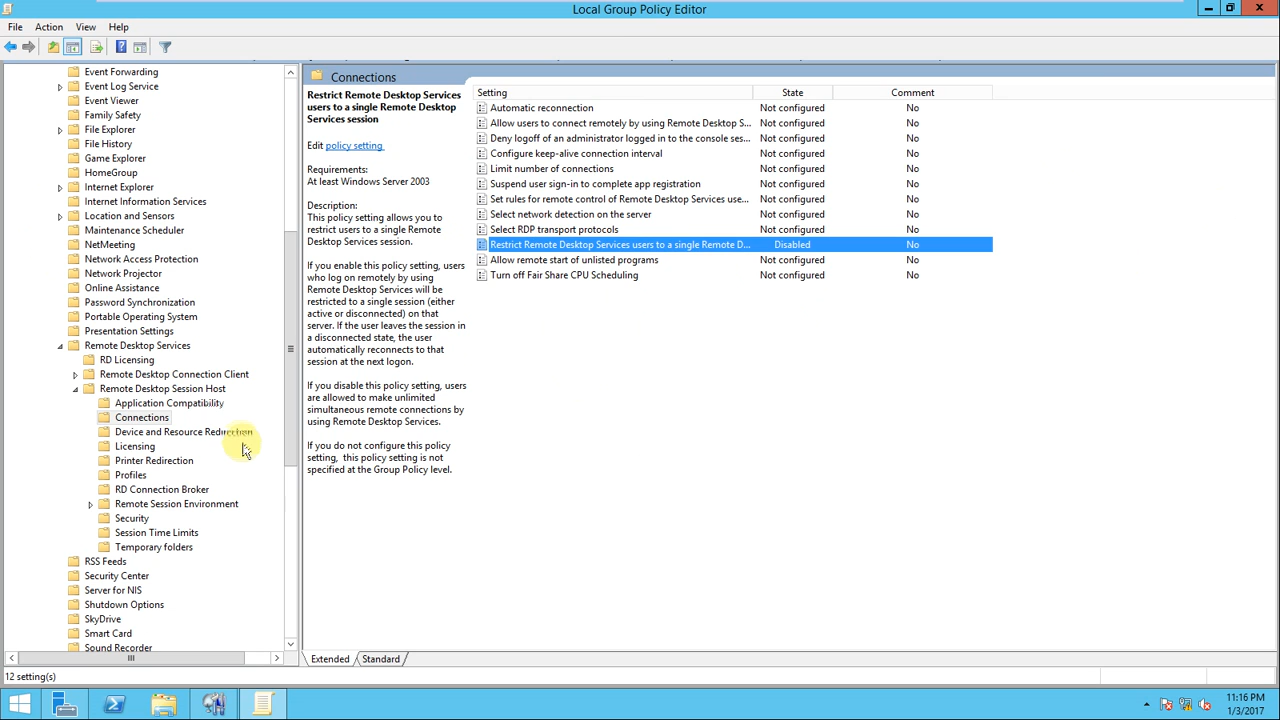 Local Group Policy Editor
File Action View Help
Event Forwarding
Event Log Service
Event Viewer
Family Safety
File Explorer
File History
Game Explorer
HomeGroup
Internet Explorer
Internet Information Services
Location and Sensors
Maintenance Scheduler
NetMeeting
Network Access Protection
Network Projector
Online Assistance
Password Synchronization
Portable Operating System
Presentation Settings
Remote Desktop Services
RD Licensing
Remote Desktop Connection Client
Remote Desktop Session Host
Application Compatibility
Connections
Device and Resource Redirection
Licensing
Printer Redirection
Profiles
RD Connection Broker
Remote Session Environment
Security
Session Time Limits
Temporary folders
RSS Feeds
Security Center
Server for NIS
Shutdown Options
SkyDrive
Smart Card
Sound Recorder
Connections
Restrict Remote Desktop Services
users to a single Remote Desktop
Services session
Edit policy setting
Requirements:
At least Windows Server 2003
Description:
This policy setting allows you to
restrict users to a single Remote
Desktop Services session.
If you enable this policy setting, users
who log on remotely by using
Remote Desktop Services will be
restricted to a single session (either
active or disconnected) on that
server. If the user leaves the session in
a disconnected state, the user
automatically reconnects to that
session at the next logon.
If you disable this policy setting, users
are allowed to make unlimited
simultaneous remote connections by
using Remote Desktop Services.
If you do not configure this policy
setting, this policy setting is not
specified at the Group Policy level.
Setting State Comment
Automatic reconnection Not configured No
Allow users to connect remotely by using Remote Desktop S... Not configured No
Deny logoff of an administrator logged in to the console ses... Not configured No
Configure keep-alive connection interval Not configured No
Limit number of connections Not configured No
Suspend user sign-in to complete app registration Not configured No
Set rules for remote control of Remote Desktop Services use... Not configured No
Select network detection on the server Not configured No
Select RDP transport protocols Not configured No
Restrict Remote Desktop Services users to a single Remote D... Disabled No
Allow remote start of unlisted programs Not configured No
Turn off Fair Share CPU Scheduling Not configured No
Extended Standard
12 setting(s)
11:16 PM
1/3/2017